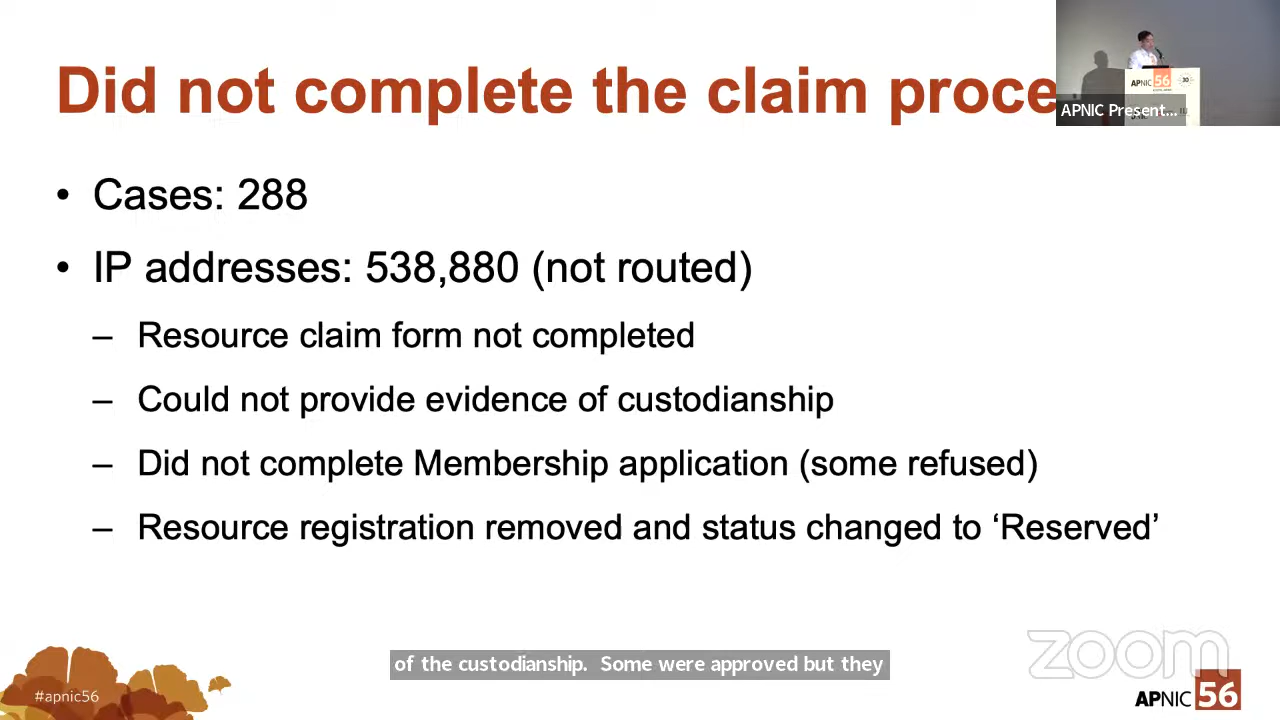 Did not complete the claim proce
APNIC 56
APNIC Present...
• Cases: 288
• IP addresses: 538,880 (not routed)
– Resource claim form not completed
– Could not provide evidence of custodianship
– Did not complete Membership application (some refused)
– Resource registration removed and status changed to ‘Reserved’
of the custodianship. Some were approved but they
zoom
#apnic56
APNIC 56